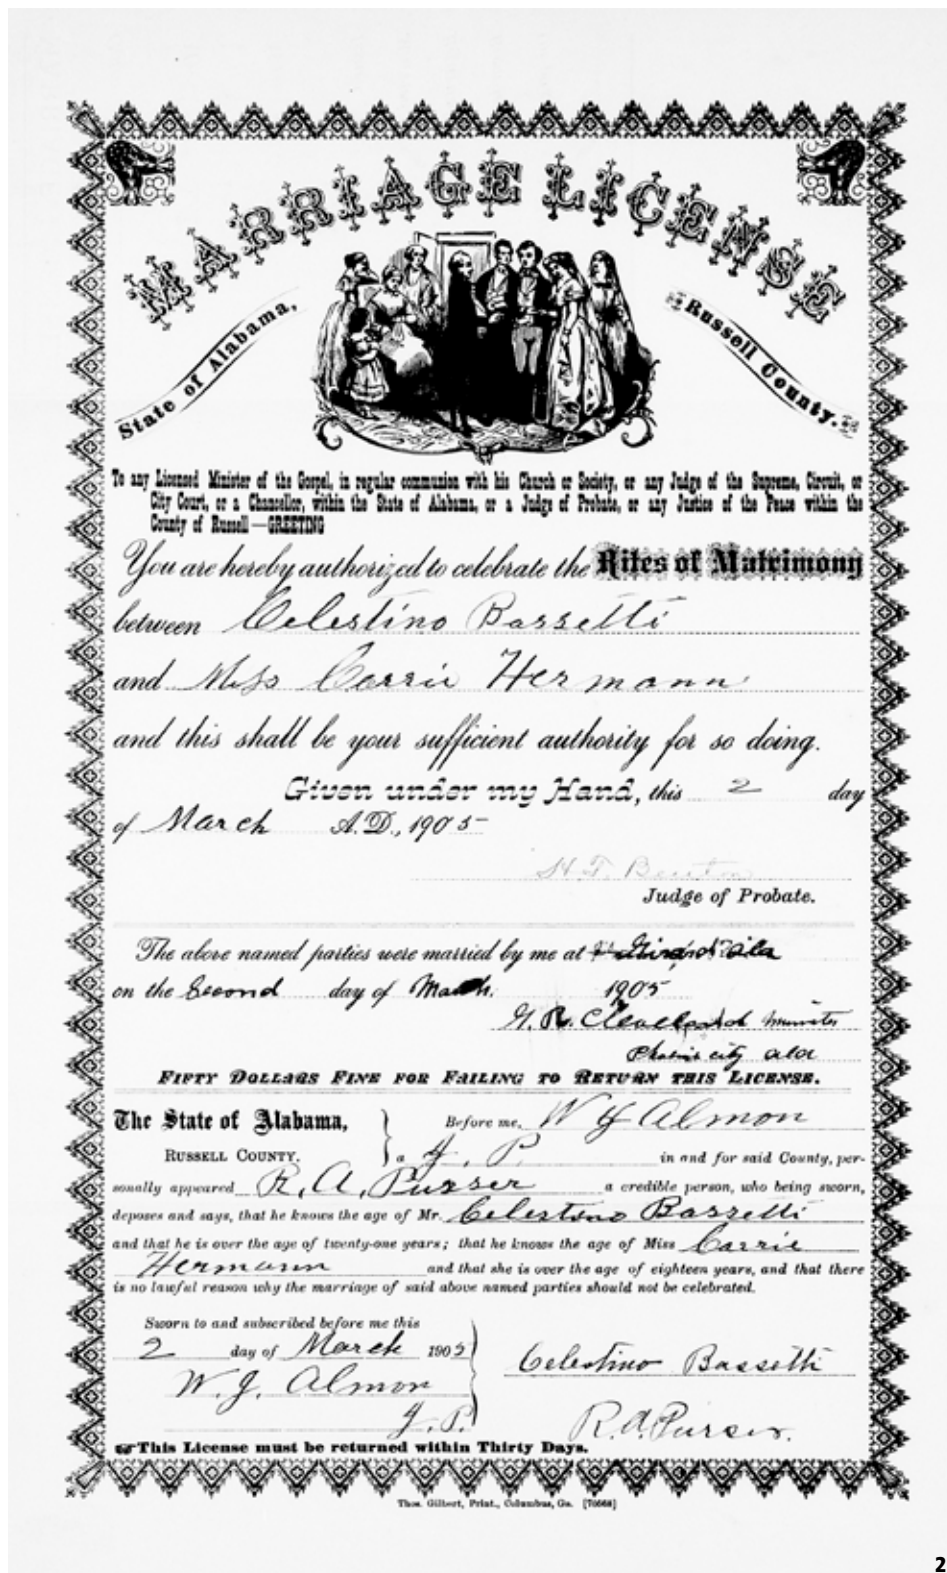 MARRIAGE LICENSE
State of Alabama,
Russell County.
To any Licensed Minister of the Gospel, in regular communion with his Church or Society, or any Judge of the Supreme, Circuit, or
City Court, or a Chancellor, within the State of Alabama, or a Judge of Probate, or any Justice of the Peace within the
County of Russell—GREETING
You are hereby authorized to celebrate the Rites of Matrimony
between Celestino Bassetti
and Miss Carrie Hermann
and this shall be your sufficient authority for so doing.
Given under my Hand, this 2 day
of March A.D., 1905
H. T. Benton
Judge of Probate.
The above named parties were married by me at Girard Ala
on the Second day of March. 1905
Minister
Phenix city ala
FIFTY DOLLARS FINE FOR FAILING TO RETURN THIS LICENSE.
The State of Alabama, Before me, W J Almon
RUSSELL COUNTY. a J. P. in and for said County, per-
sonally appeared R. A. Purser a credible person, who being sworn,
deposes and says, that he knows the age of Mr. Celestino Bassetti
and that he is over the age of twenty-one years; that he knows the age of Miss Carrie
Hermann and that she is over the age of eighteen years, and that there
is no lawful reason why the marriage of said above named parties should not be celebrated.
Sworn to and subscribed before me this
2 day of March 1905
Celestino Bassetti
W. J. Almon
J. P.
R. A. Purser.
This License must be returned within Thirty Days.
Thos. Gilbert, Print., Columbus, Ga. [76668]
2